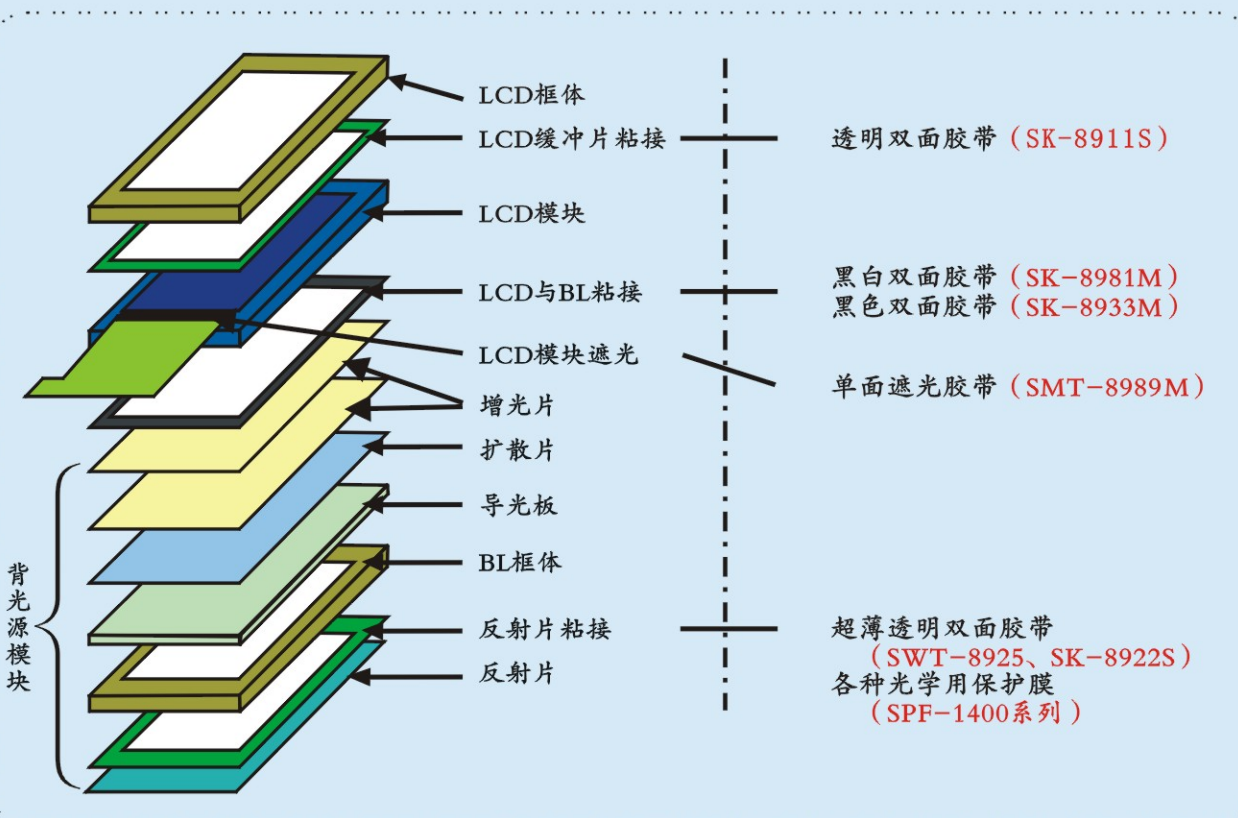 LCD框体
LCD缓冲片粘接
透明双面胶带（SK-8911S）
LCD模块
LCD与BL粘接
黑白双面胶带（SK-8981M）
黑色双面胶带（SK-8933M）
LCD模块遮光
单面遮光胶带（SMT-8989M）
增光片
扩散片
导光板
BL框体
背光源模块
反射片粘接
超薄透明双面胶带
（SWT-8925、SK-8922S）
反射片
各种光学用保护膜
（SPF-1400系列）